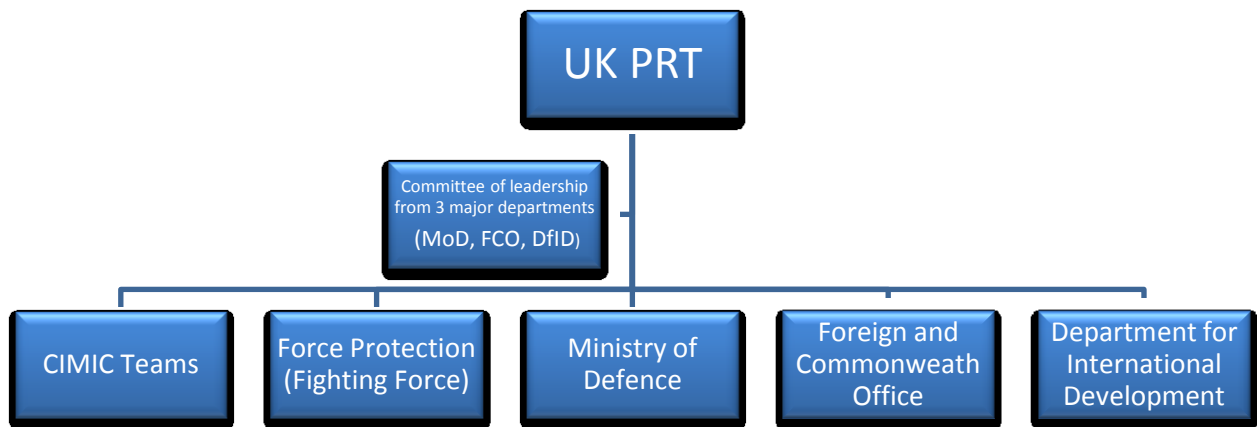 UK PRT
Committee of leadership
from 3 major departments
(MoD, FCO, DfID)
CIMIC Teams
Force Protection
(Fighting Force)
Ministry of
Defence
Foreign and
Commonweath
Office
Department for
International
Development